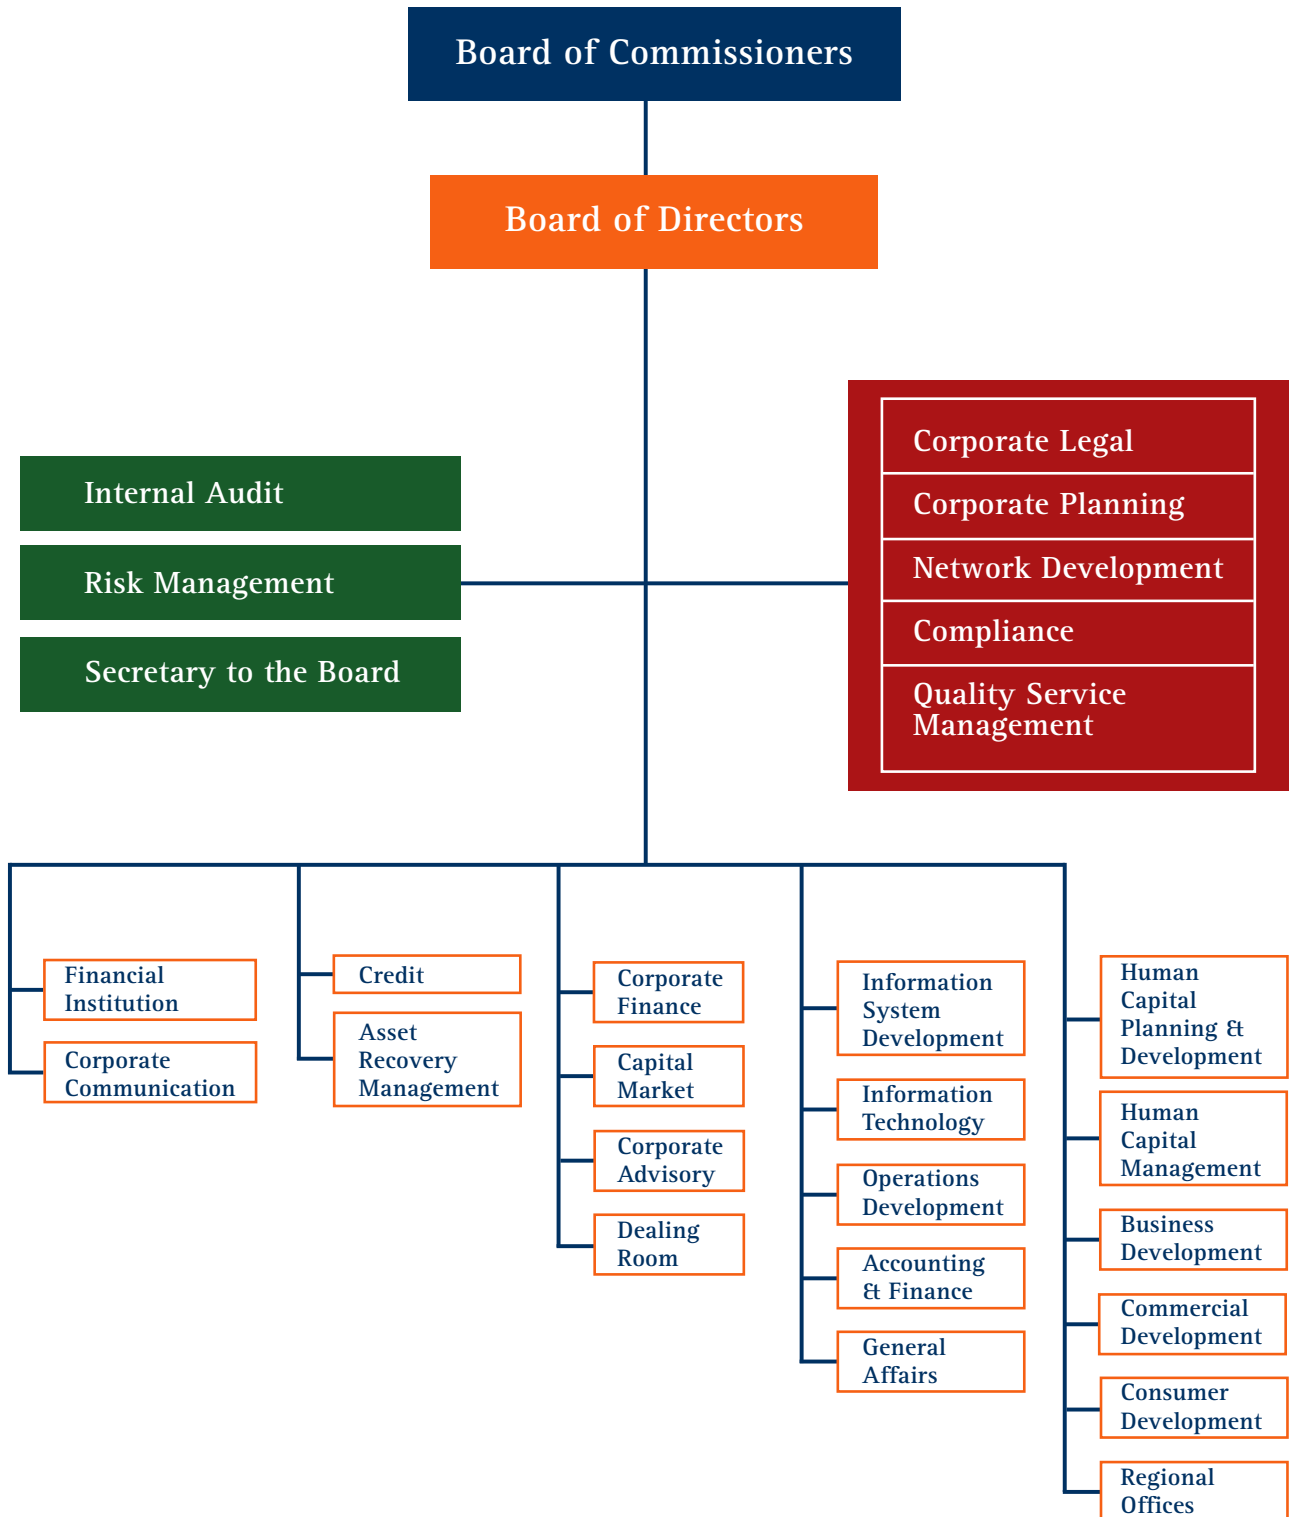 Board of Commissioners
Board of Directors
Internal Audit
Risk Management
Secretary to the Board
Corporate Legal
Corporate Planning
Network Development
Compliance
Quality Service
Management
Financial
Institution
Corporate
Communication
Credit
Asset
Recovery
Management
Corporate
Finance
Capital
Market
Corporate
Advisory
Dealing
Room
Information
System
Development
Information
Technology
Operations
Development
Accounting
& Finance
General
Affairs
Human
Capital
Planning &
Development
Human
Capital
Management
Business
Development
Commercial
Development
Consumer
Development
Regional
Offices